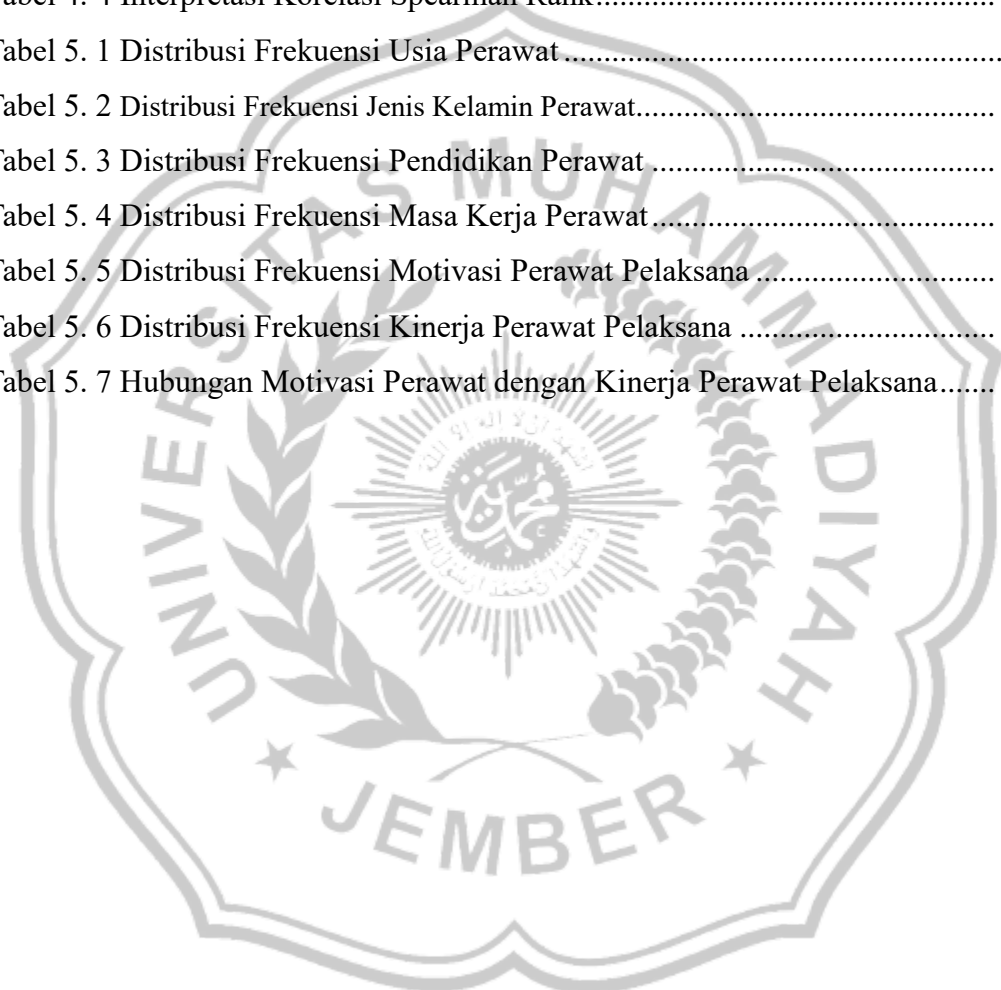 Tabel 4. 4 Interpretasi Korelasi Spearman Rank..........................................
Tabel 5. 1 Distribusi Frekuensi Usia Perawat..............................................
Tabel 5. 2 Distribusi Frekuensi Jenis Kelamin Perawat......................................
Tabel 5. 3 Distribusi Frekuensi Pendidikan Perawat....................................
Tabel 5. 4 Distribusi Frekuensi Masa Kerja Perawat....................................
Tabel 5. 5 Distribusi Frekuensi Motivasi Perawat Pelaksana.........................
Tabel 5. 6 Distribusi Frekuensi Kinerja Perawat Pelaksana...........................
Tabel 5. 7 Hubungan Motivasi Perawat dengan Kinerja Perawat Pelaksana.......
UNIVERSITAS MUHAMMADIYAH
JEMBER